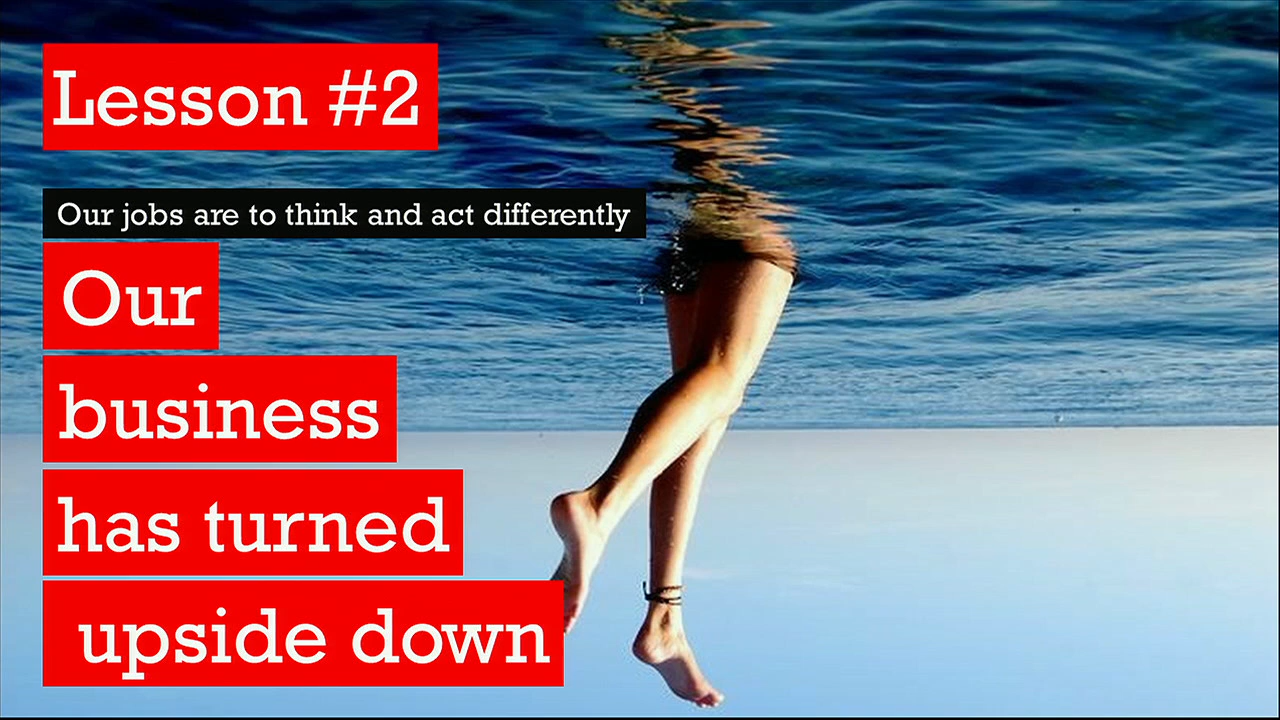 Lesson #2
Our jobs are to think and act differently
Our
business
has turned
upside down